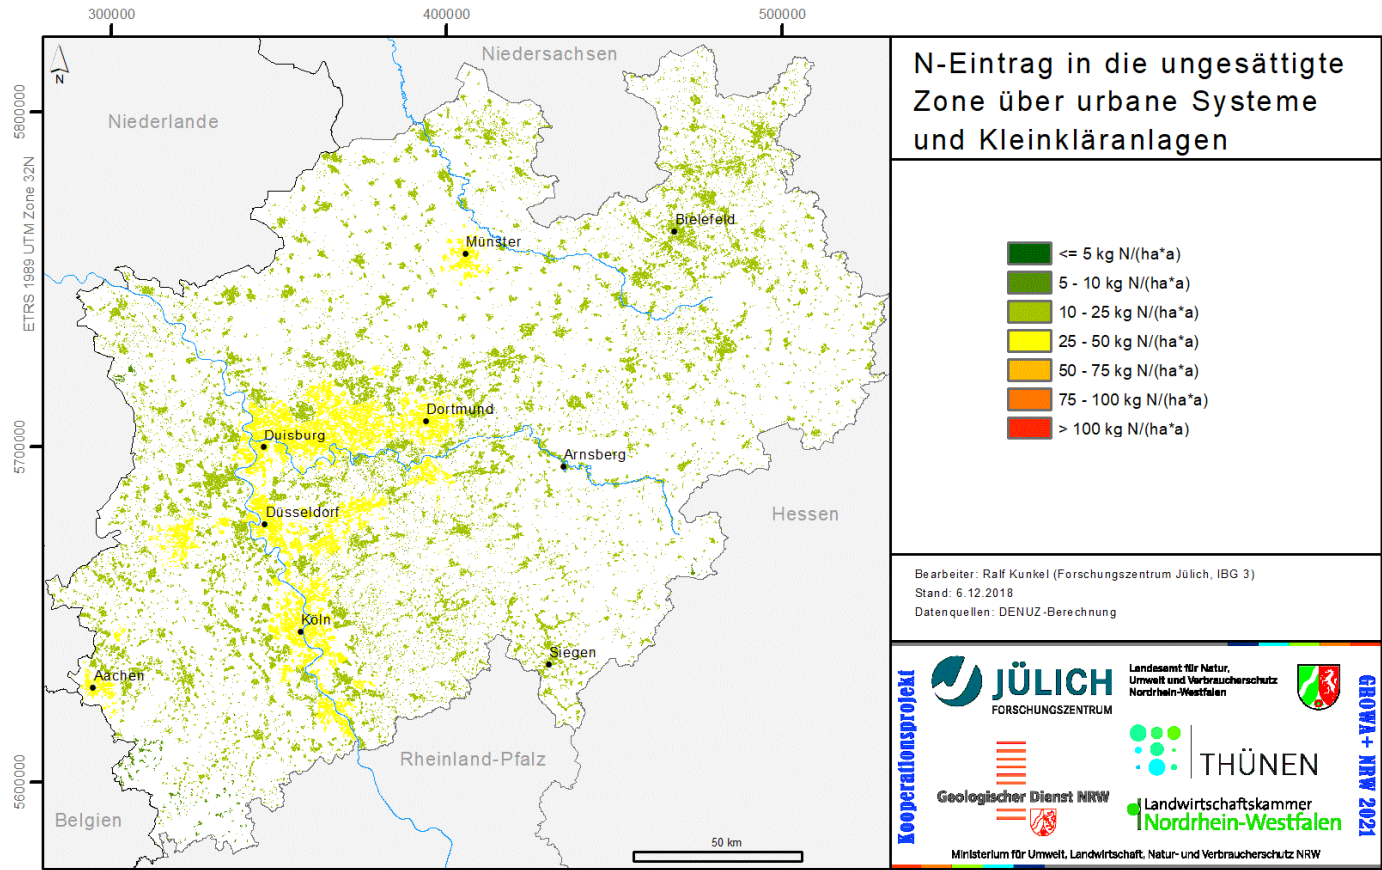 300000
400000
500000
5800000
5700000
5600000
ETRS 1989 UTM Zone 32N
N
Niedersachsen
Niederlande
Bielefeld
Münster
Dortmund
Duisburg
Arnsberg
Düsseldorf
Hessen
Köln
Siegen
Aachen
Rheinland-Pfalz
Belgien
50 km
N-Eintrag in die ungesättigte
Zone über urbane Systeme
und Kleinkläranlagen
<= 5 kg N/(ha*a)
5 - 10 kg N/(ha*a)
10 - 25 kg N/(ha*a)
25 - 50 kg N/(ha*a)
50 - 75 kg N/(ha*a)
75 - 100 kg N/(ha*a)
> 100 kg N/(ha*a)
Bearbeiter: Ralf Kunkel (Forschungszentrum Jülich, IBG 3)
Stand: 6.12.2018
Datenquellen: DENUZ-Berechnung
Kooperationsprojekt
JÜLICH
FORSCHUNGSZENTRUM
Landesamt für Natur,
Umwelt und Verbraucherschutz
Nordrhein-Westfalen
GROWA+ NRW 2021
THÜNEN
Geologischer Dienst NRW
Landwirtschaftskammer
Nordrhein-Westfalen
Ministerium für Umwelt, Landwirtschaft, Natur- und Verbraucherschutz NRW